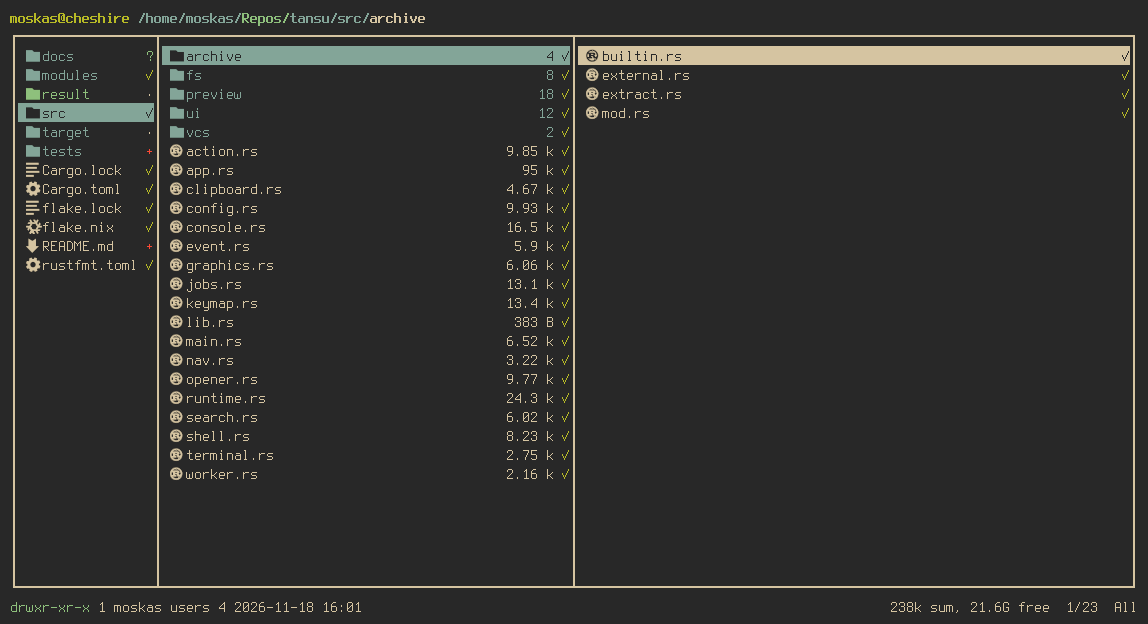 moskas@cheshire /home/moskas/Repos/tansu/src/archive
docs ?
modules ✓
result ·
src ✓
target ·
tests +
Cargo.lock ✓
Cargo.toml ✓
flake.lock ✓
flake.nix ✓
README.md +
rustfmt.toml ✓
archive 4 ✓
fs 8 ✓
preview 18 ✓
ui 12 ✓
vcs 2 ✓
action.rs 9.85 k ✓
app.rs 95 k ✓
clipboard.rs 4.67 k ✓
config.rs 9.93 k ✓
console.rs 16.5 k ✓
event.rs 5.9 k ✓
graphics.rs 6.06 k ✓
jobs.rs 13.1 k ✓
keymap.rs 13.4 k ✓
lib.rs 383 B ✓
main.rs 6.52 k ✓
nav.rs 3.22 k ✓
opener.rs 9.77 k ✓
runtime.rs 24.3 k ✓
search.rs 6.02 k ✓
shell.rs 8.23 k ✓
terminal.rs 2.75 k ✓
worker.rs 2.16 k ✓
builtin.rs ✓
external.rs ✓
extract.rs ✓
mod.rs ✓
drwxr-xr-x 1 moskas users 4 2026-11-18 16:01 238k sum, 21.6G free 1/23 All